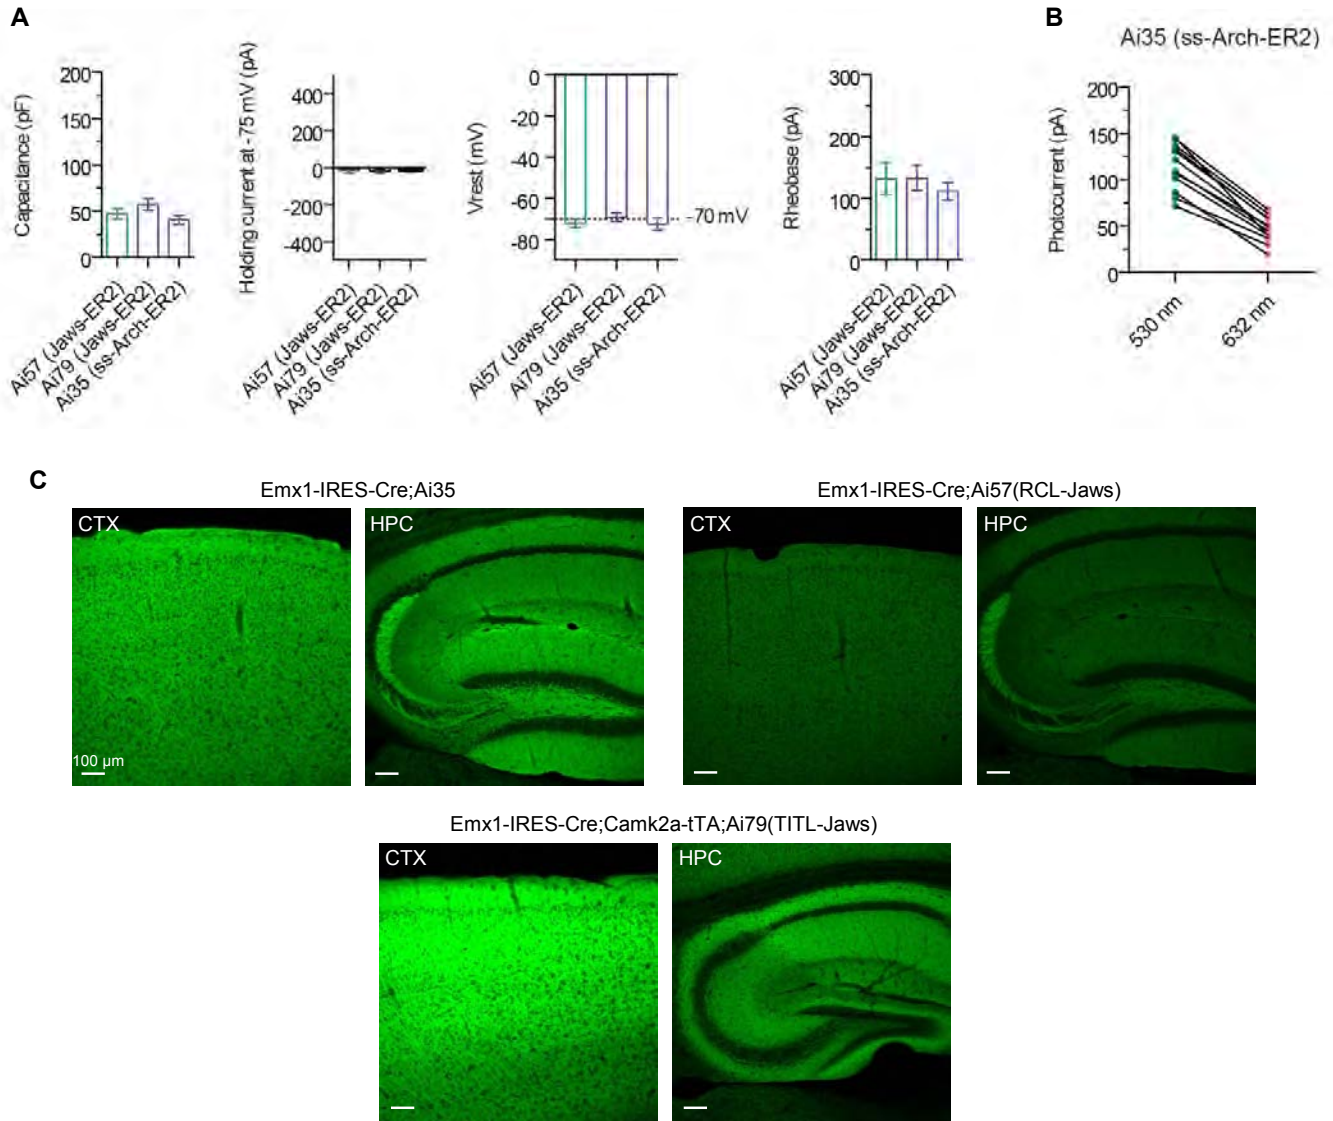 A
Capacitance (pF)
200
150
100
50
0
Ai57 (Jaws-ER2)
Ai79 (Jaws-ER2)
Ai35 (ss-Arch-ER2)
Holding current at -75 mV (pA)
400
200
0
-200
-400
Ai57 (Jaws-ER2)
Ai79 (Jaws-ER2)
Ai35 (ss-Arch-ER2)
Vrest (mV)
0
-20
-40
-60
-80
-70 mV
Ai57 (Jaws-ER2)
Ai79 (Jaws-ER2)
Ai35 (ss-Arch-ER2)
Rheobase (pA)
300
200
100
0
Ai57 (Jaws-ER2)
Ai79 (Jaws-ER2)
Ai35 (ss-Arch-ER2)
B
Ai35 (ss-Arch-ER2)
Photocurrent (pA)
200
150
100
50
0
530 nm
632 nm
C
Emx1-IRES-Cre;Ai35
CTX
100 µm
HPC
Emx1-IRES-Cre;Ai57(RCL-Jaws)
CTX
HPC
Emx1-IRES-Cre;Camk2a-tTA;Ai79(TITL-Jaws)
CTX
HPC